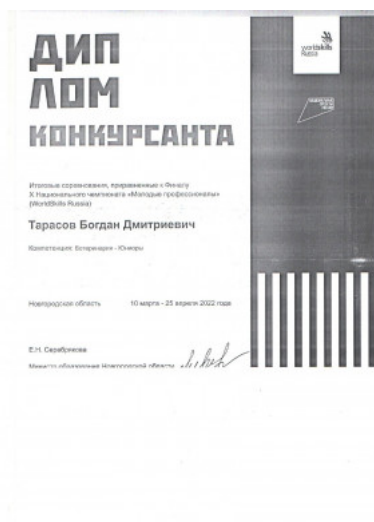 ДИП
ЛОМ
КОНКУРСАНТА
worldskills
Russia
Итоговые соревнования, приравненные к Финалу
X Национального чемпионата «Молодые профессионалы»
(WorldSkills Russia)
Тарасов Богдан Дмитриевич
Компетенция: Ветеринария - Юниоры
Новгородская область 10 марта - 25 апреля 2022 года
Е.Н. Серебрякова
Министр образования Новгородской области